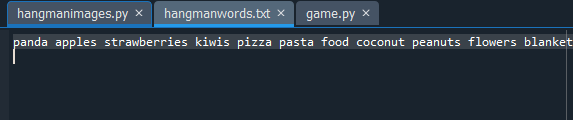 hangmanimages.py × hangmanwords.txt × game.py ×
panda apples strawberries kiwis pizza pasta food coconut peanuts flowers blanket